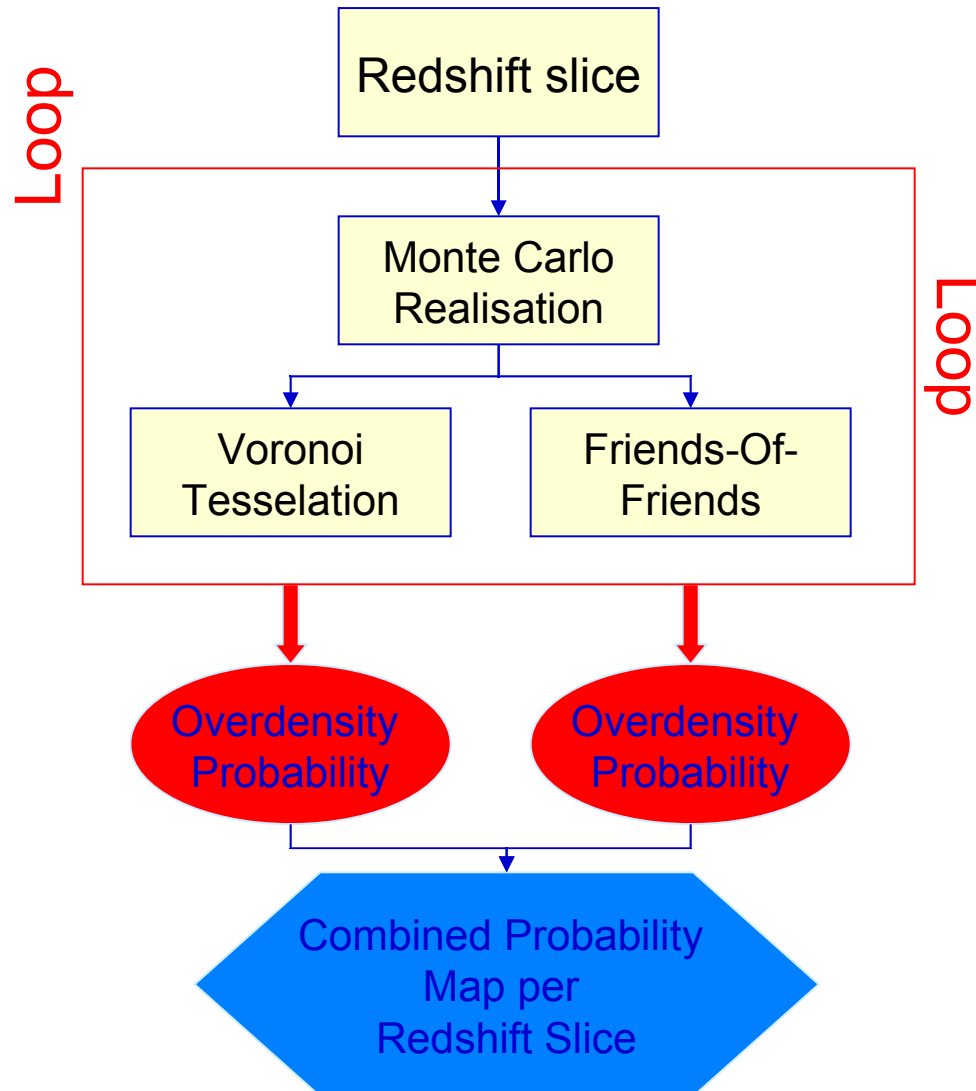 Redshift slice
Loop
Monte Carlo
Realisation
Loop
Voronoi
Tesselation
Friends-Of-
Friends
Overdensity
Probability
Overdensity
Probability
Combined Probability
Map per
Redshift Slice